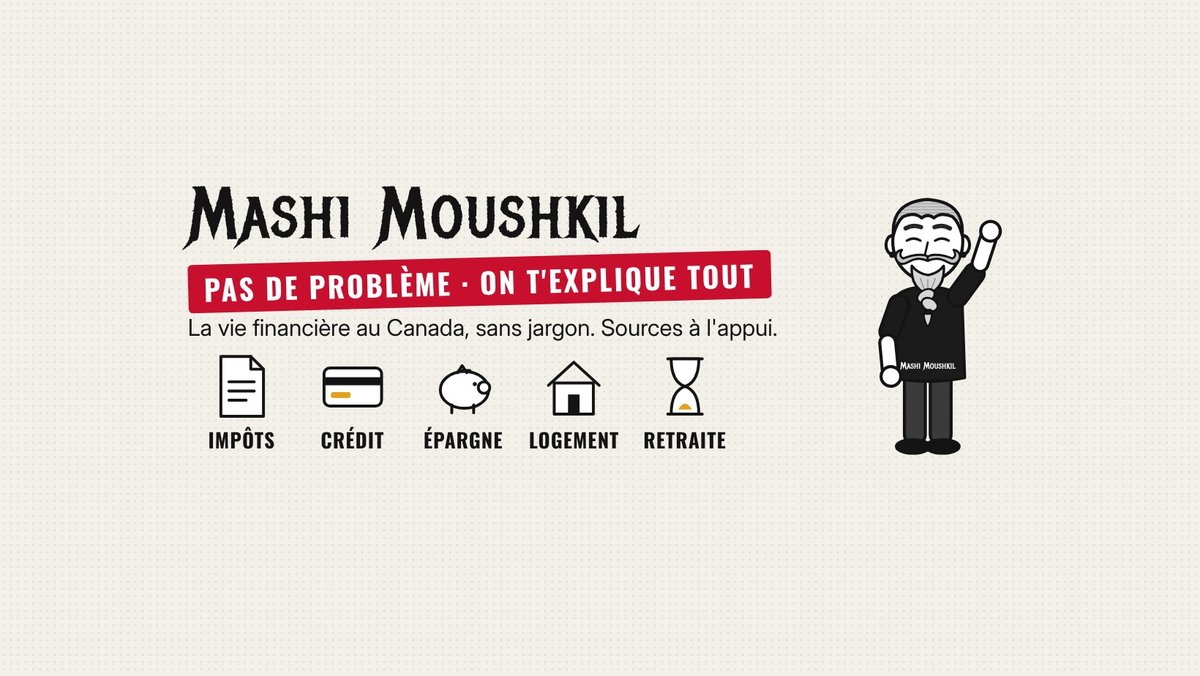 Mashi Moushkil
PAS DE PROBLÈME · ON T'EXPLIQUE TOUT
La vie financière au Canada, sans jargon. Sources à l'appui.
IMPÔTS CRÉDIT ÉPARGNE LOGEMENT RETRAITE
Mashi Moushkil